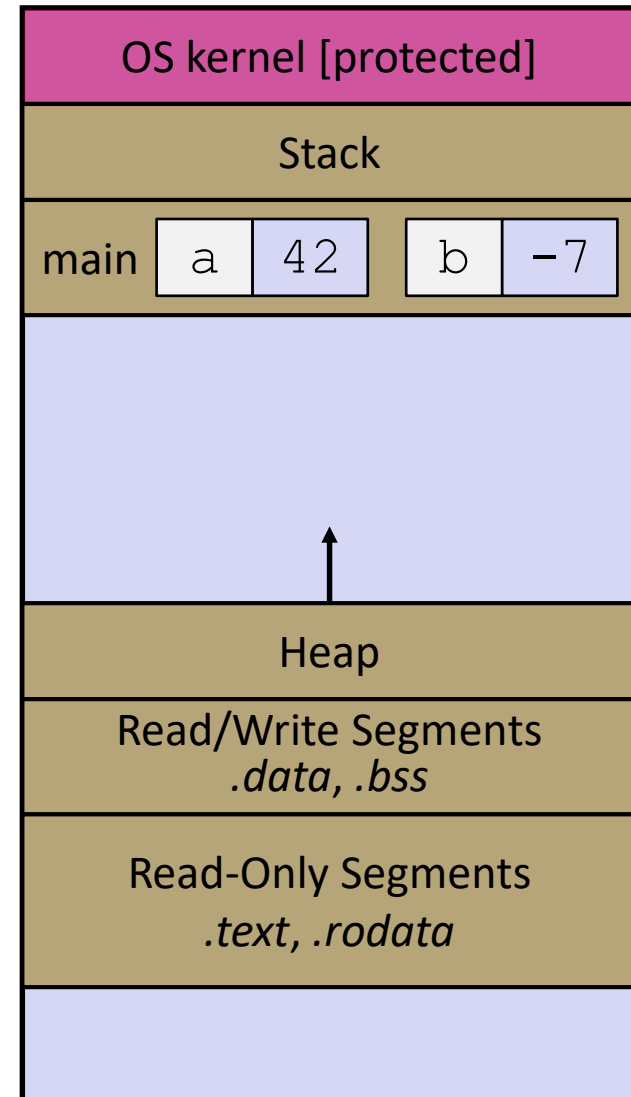 OS kernel [protected]
Stack
main a 42 b -7
Heap
Read/Write Segments
.data, .bss
Read-Only Segments
.text, .rodata